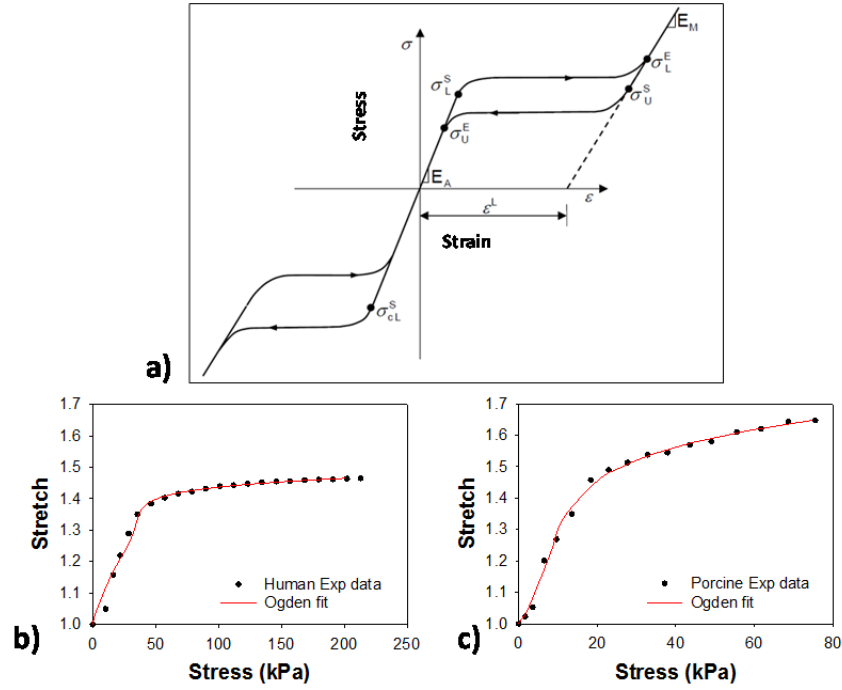 σ
E_M
σ_L^E
σ_L^S
σ_U^S
Stress
σ_U^E
E_A
ε^L
ε
Strain
σ_cL^S
a)
1.7
1.6
1.5
1.4
1.3
1.2
1.1
1.0
Stretch
Human Exp data
Ogden fit
0 50 100 150 200 250
b)
Stress (kPa)
1.7
1.6
1.5
1.4
1.3
1.2
1.1
1.0
Stretch
Porcine Exp data
Ogden fit
0 20 40 60 80
c)
Stress (kPa)